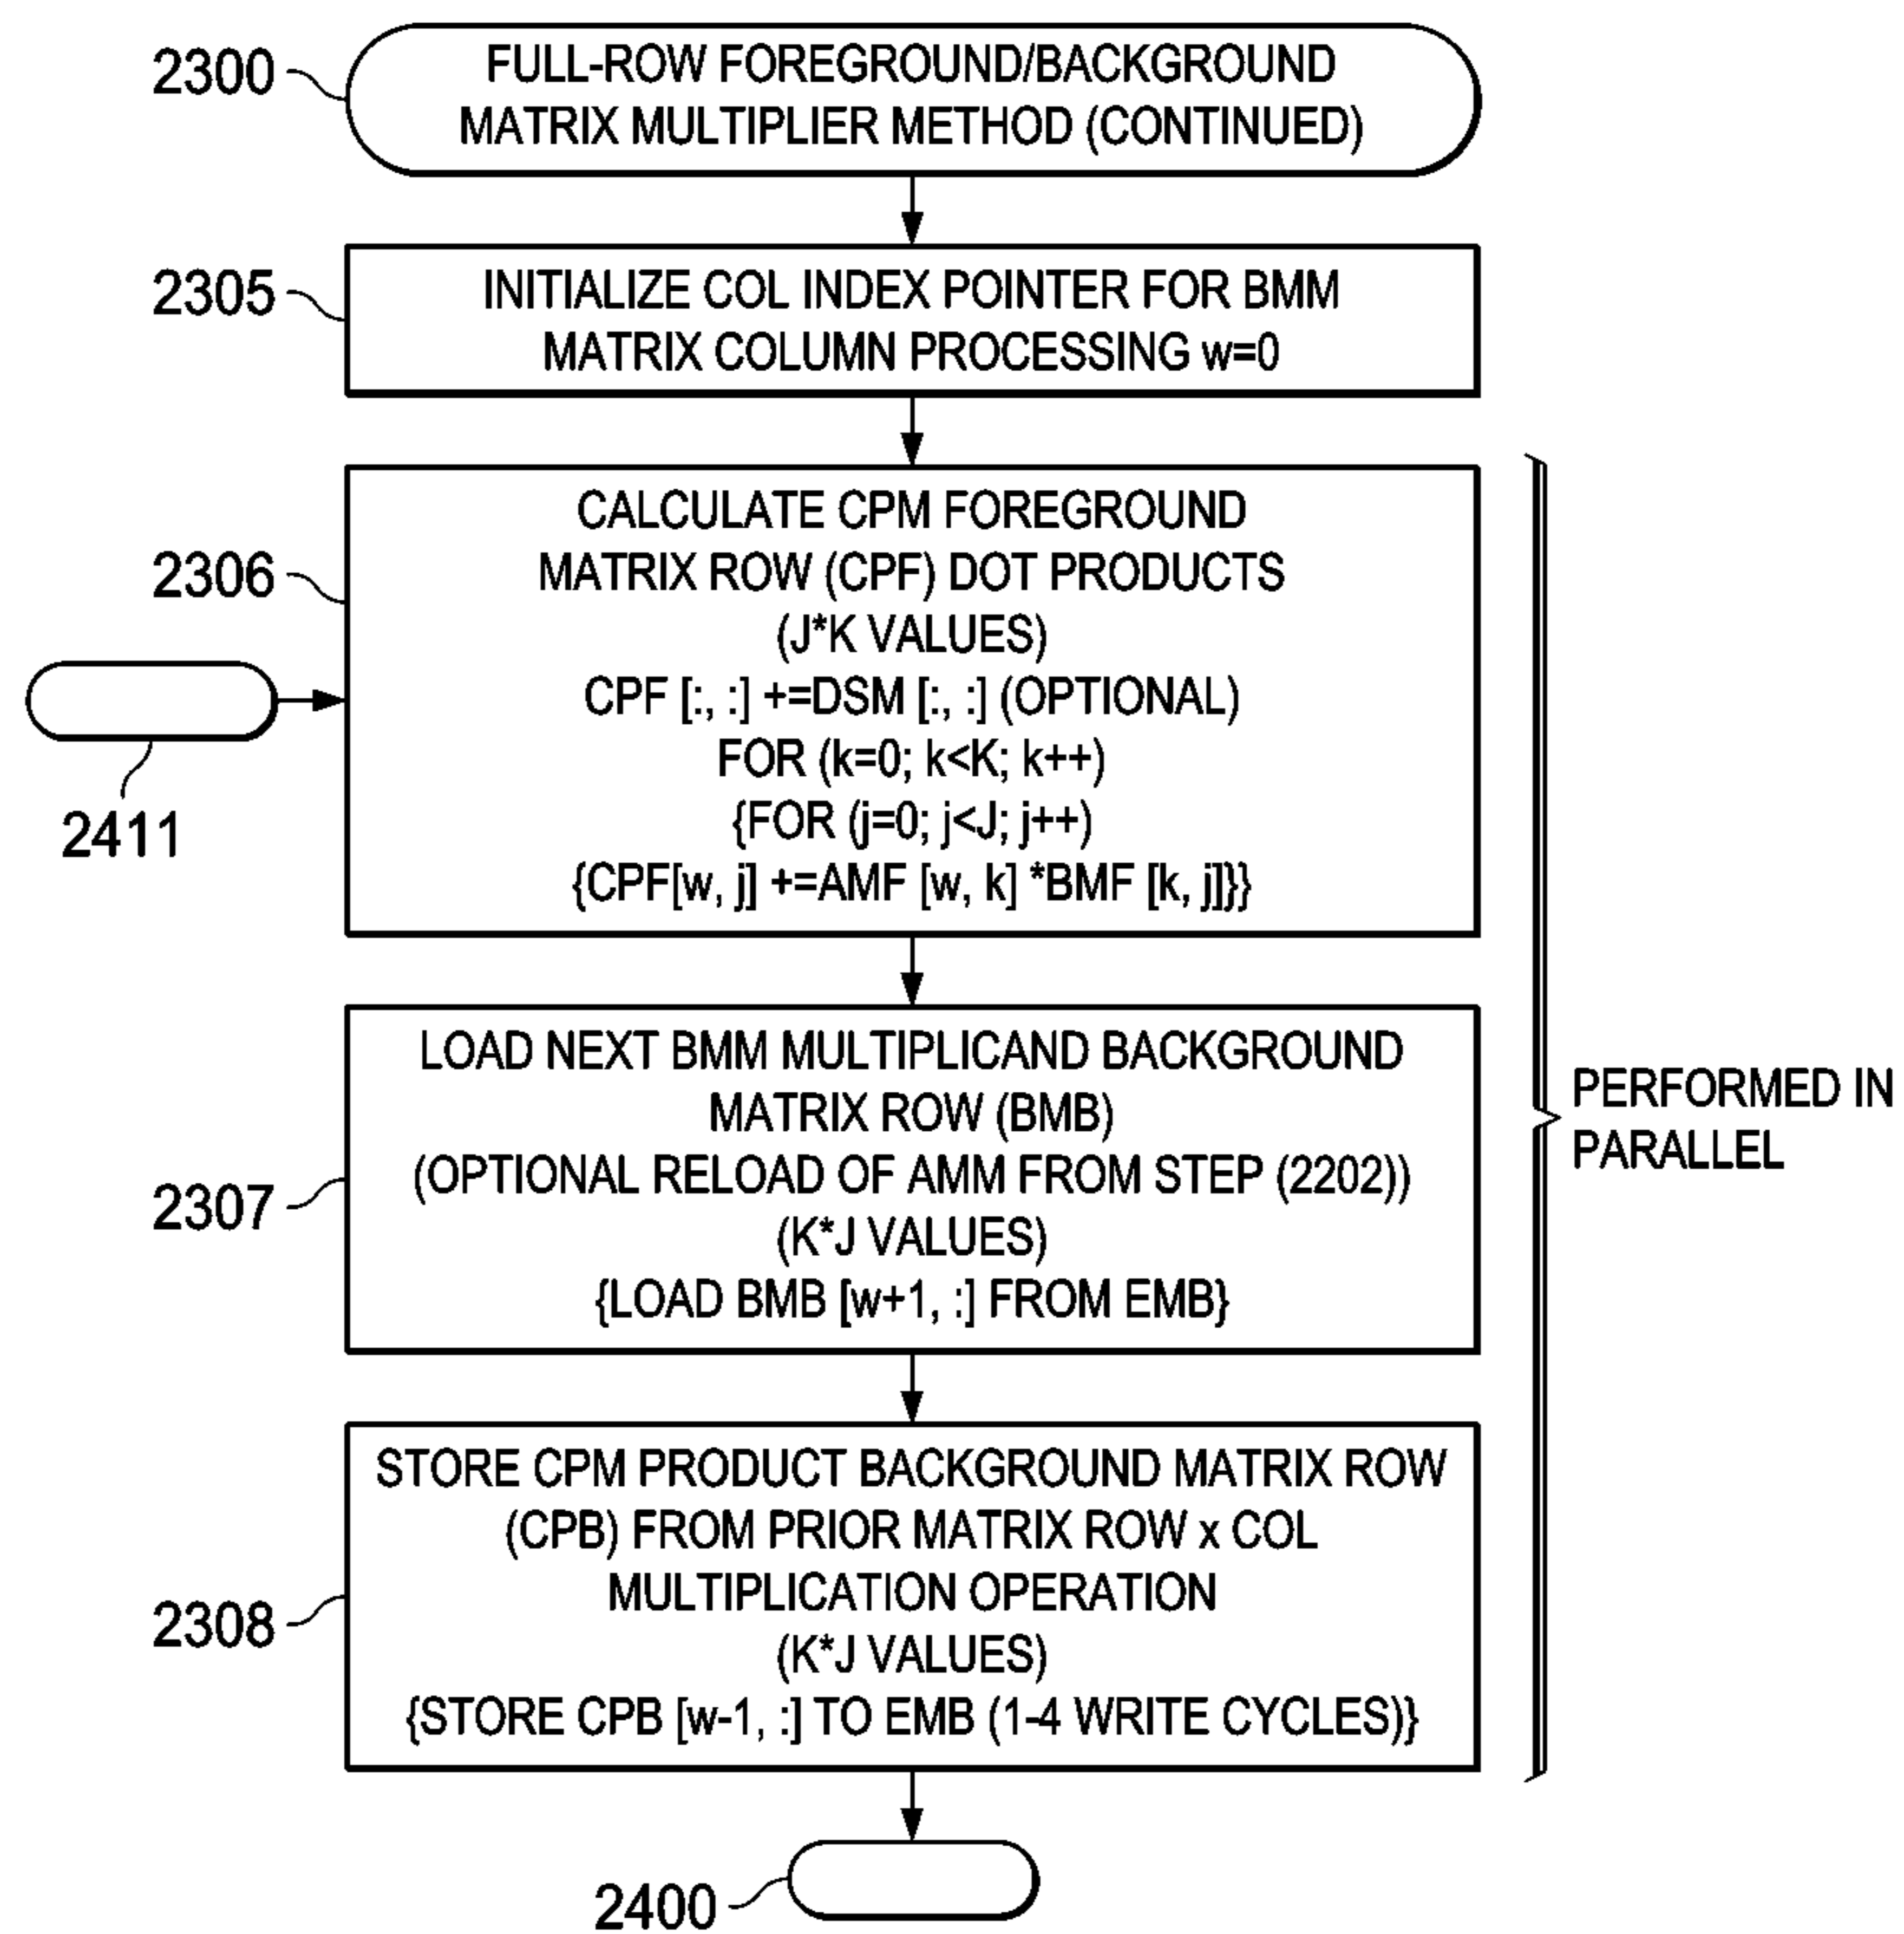 2300
FULL-ROW FOREGROUND/BACKGROUND
MATRIX MULTIPLIER METHOD (CONTINUED)
2305
INITIALIZE COL INDEX POINTER FOR BMM
MATRIX COLUMN PROCESSING w=0
2306
CALCULATE CPM FOREGROUND
MATRIX ROW (CPF) DOT PRODUCTS
(J*K VALUES)
CPF [:, :] +=DSM [:, :] (OPTIONAL)
FOR (k=0; k<K; k++)
{FOR (j=0; j<J; j++)
{CPF[w, j] +=AMF [w, k] *BMF [k, j]}}
2411
2307
LOAD NEXT BMM MULTIPLICAND BACKGROUND
MATRIX ROW (BMB)
(OPTIONAL RELOAD OF AMM FROM STEP (2202))
(K*J VALUES)
{LOAD BMB [w+1, :] FROM EMB}
PERFORMED IN
PARALLEL
2308
STORE CPM PRODUCT BACKGROUND MATRIX ROW
(CPB) FROM PRIOR MATRIX ROW x COL
MULTIPLICATION OPERATION
(K*J VALUES)
{STORE CPB [w-1, :] TO EMB (1-4 WRITE CYCLES)}
2400